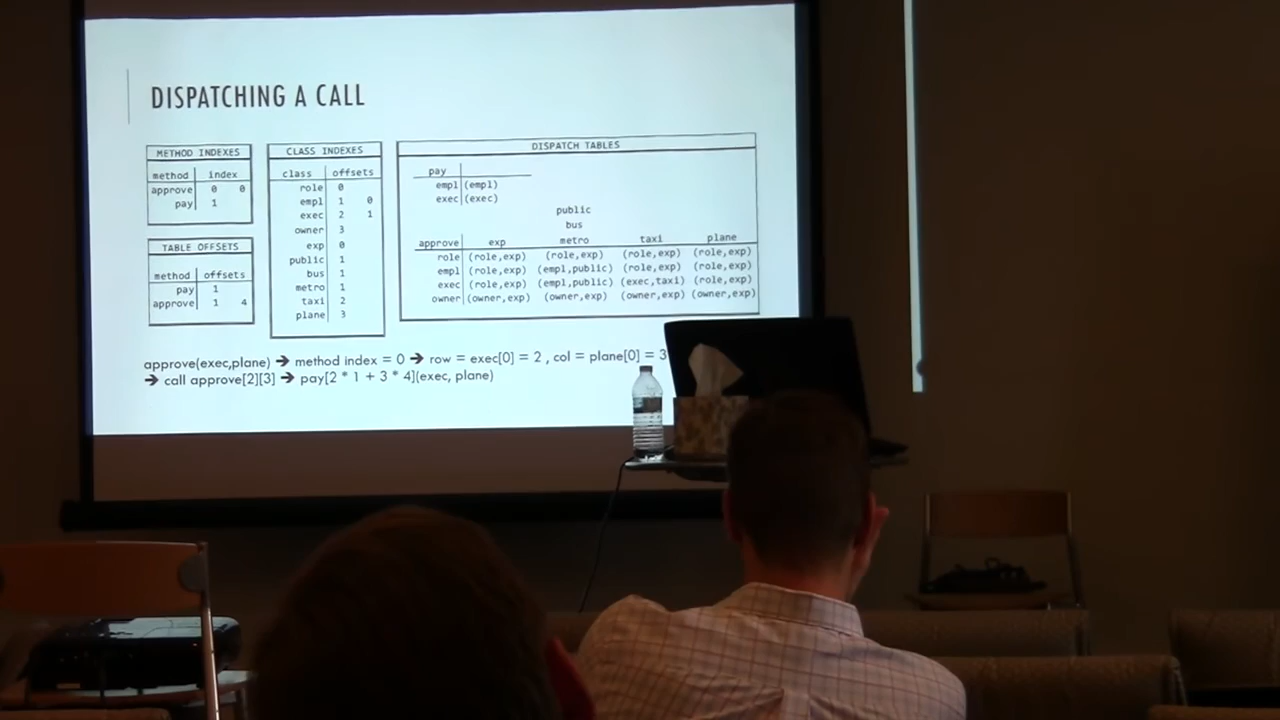 DISPATCHING A CALL
METHOD INDEXES
method index
approve 0 0
pay 1
TABLE OFFSETS
method offsets
pay 1
approve 1 4
CLASS INDEXES
class offsets
role 0
empl 1 0
exec 2 1
owner 3
exp 0
public 1
bus 1
metro 1
taxi 2
plane 3
DISPATCH TABLES
pay
empl (empl)
exec (exec)
public
bus
approve exp metro taxi plane
role (role,exp) (role,exp) (role,exp) (role,exp)
empl (role,exp) (empl,public) (role,exp) (role,exp)
exec (role,exp) (empl,public) (exec,taxi) (role,exp)
owner (owner,exp) (owner,exp) (owner,exp) (owner,exp)
approve(exec,plane) ➔ method index = 0 ➔ row = exec[0] = 2 , col = plane[0] = 3
➔ call approve[2][3] ➔ pay[2 * 1 + 3 * 4](exec, plane)